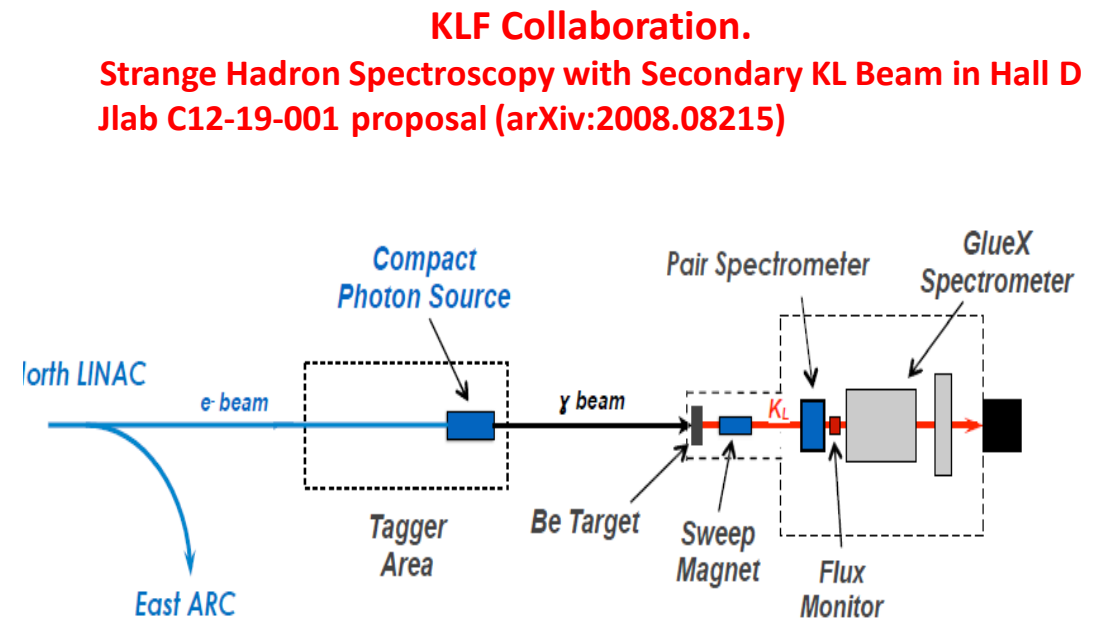 KLF Collaboration.
Strange Hadron Spectroscopy with Secondary KL Beam in Hall D
Jlab C12-19-001 proposal (arXiv:2008.08215)
GlueX
Spectrometer
Compact
Photon Source
Pair Spectrometer
orth LINAC
e- beam
ɣ beam
KL
Tagger
Area
Be Target
Sweep
Magnet
Flux
Monitor
East ARC